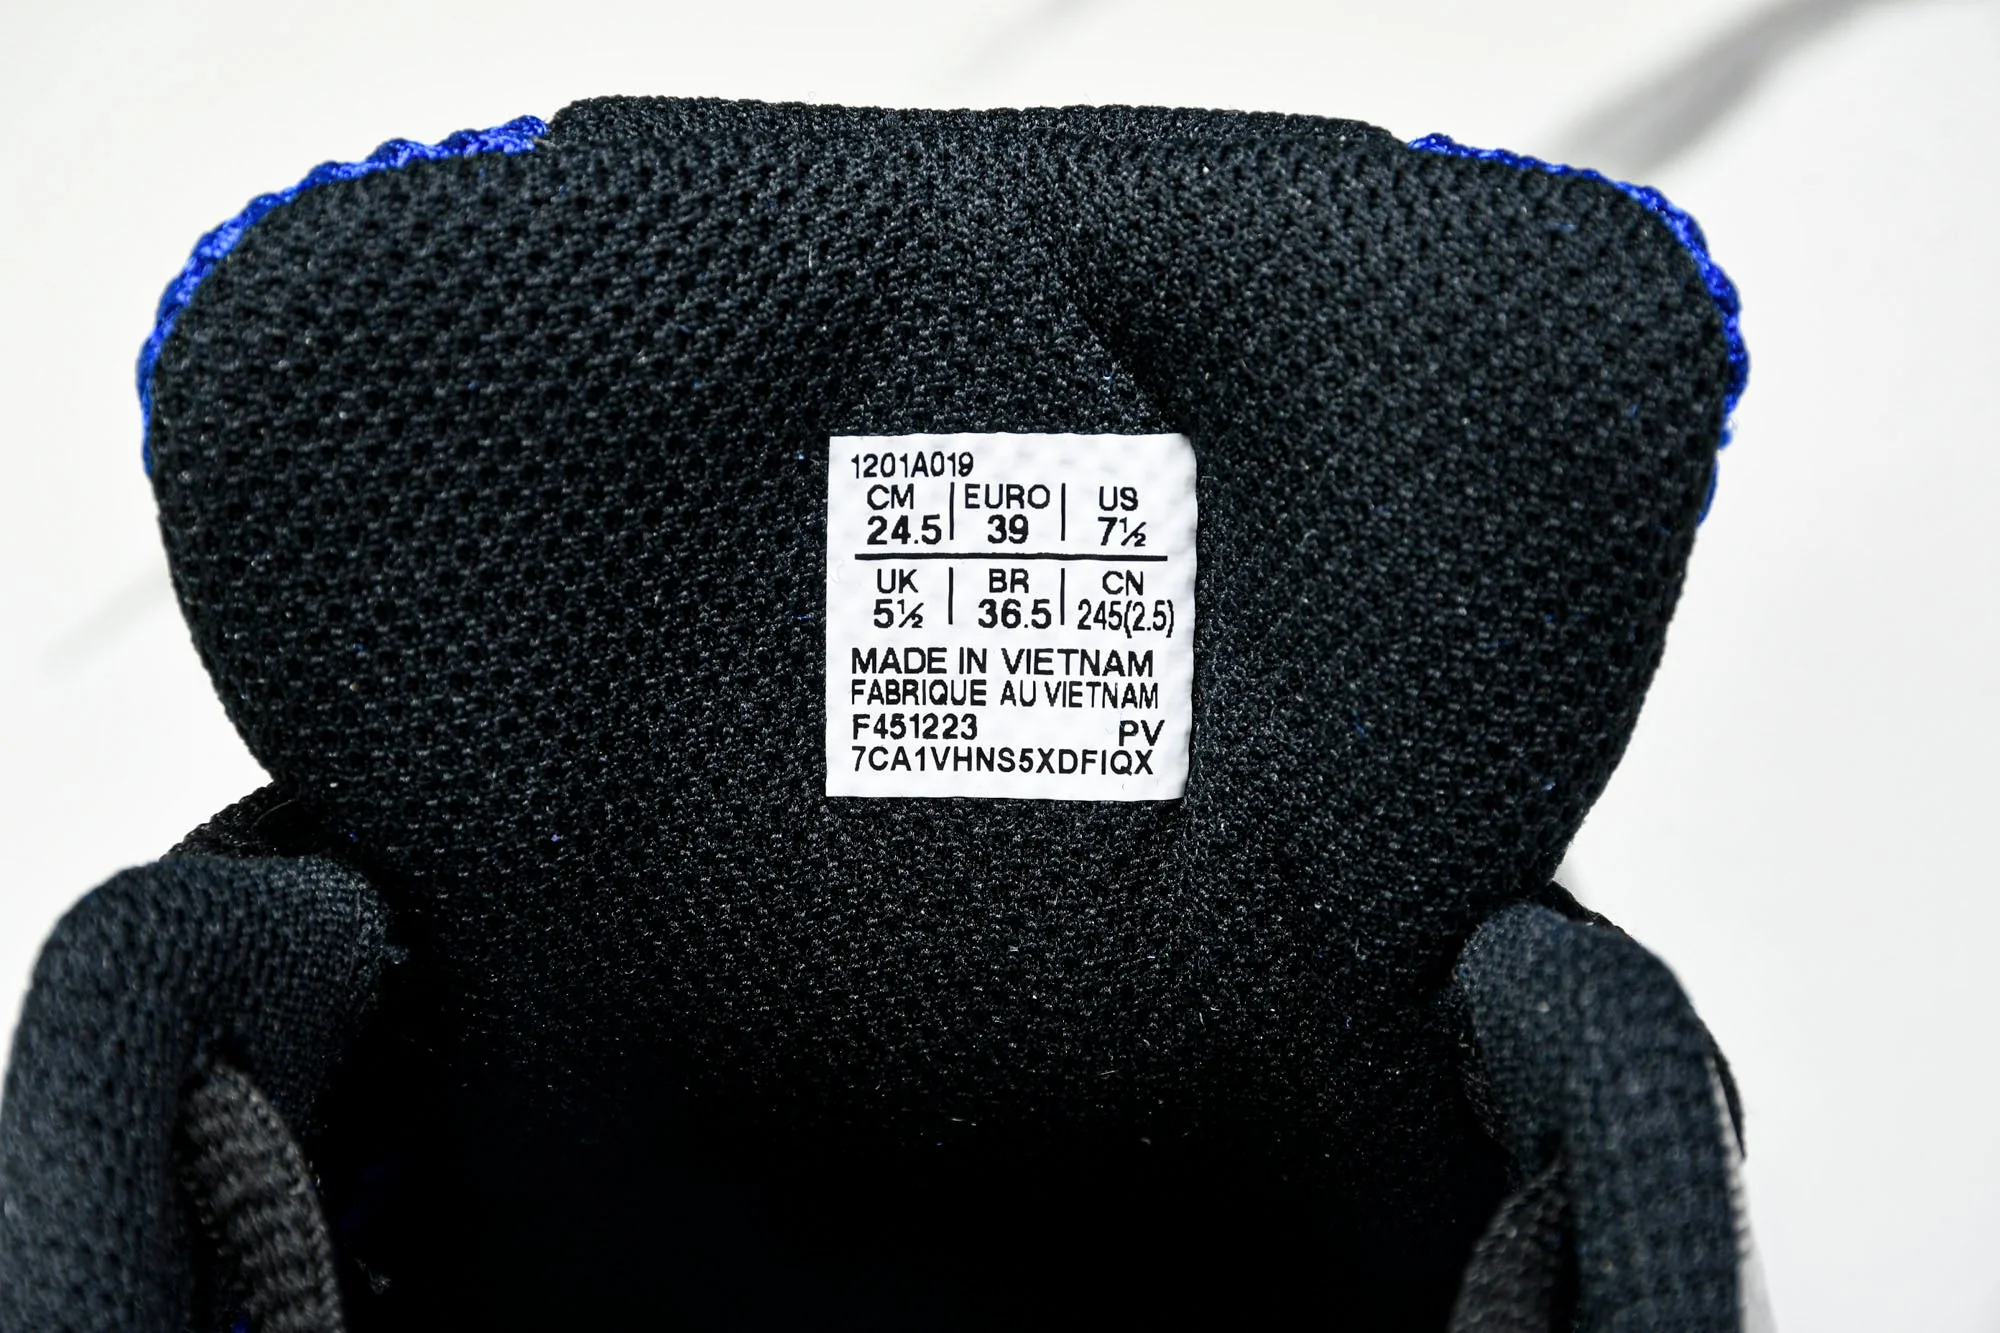 1201A019
CM | EURO | US
24.5 | 39 | 7½
UK | BR | CN
5½ | 36.5 | 245(2.5)
MADE IN VIETNAM
FABRIQUE AU VIETNAM
F451223 PV
7CA1VHNS5XDFIQX